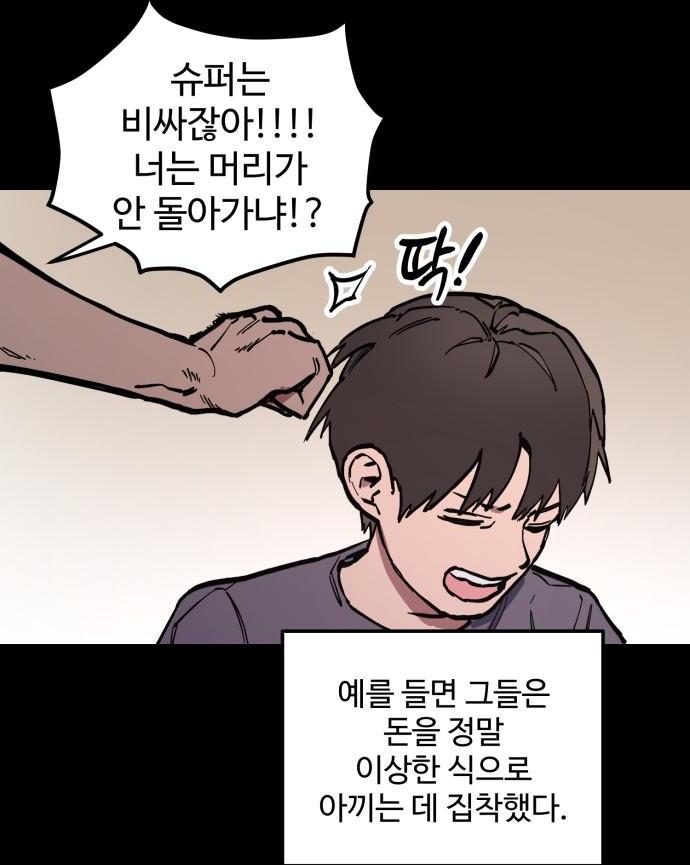 슈퍼는
비싸잖아!!!!
너는 머리가
안 돌아가냐!?
딱!
예를 들면 그들은
돈을 정말
이상한 식으로
아끼는 데 집착했다.